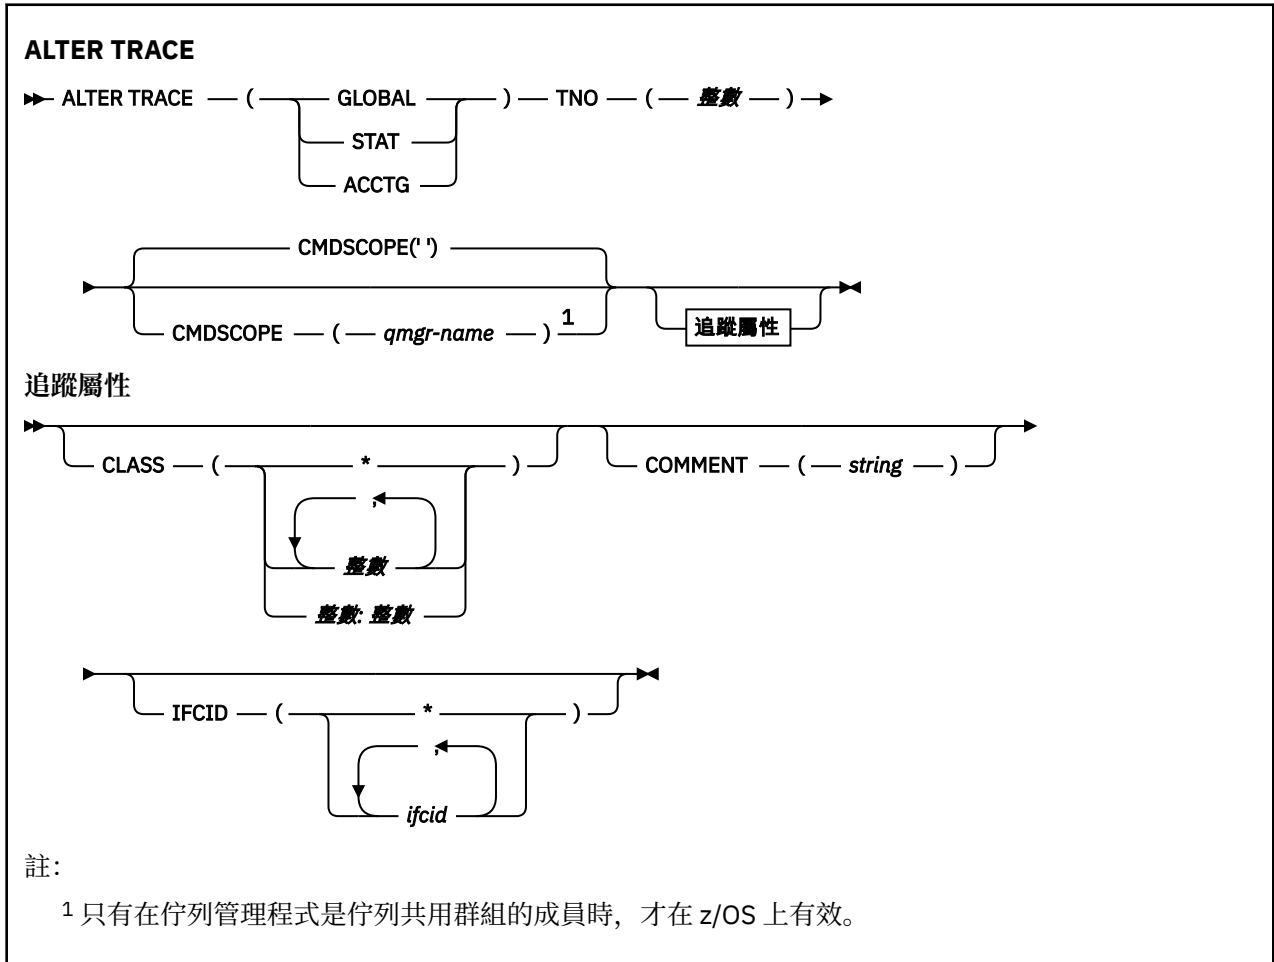 ALTER TRACE
ALTER TRACE ( GLOBAL ) TNO ( 整數 )
STAT
ACCTG
CMDSCOPE(' ')
CMDSCOPE ( qmgr-name ) 1
追蹤屬性
追蹤屬性
CLASS ( * ) COMMENT ( string )
,
整數
整數: 整數
IFCID ( * )
,
ifcid
註：
1 只有在佇列管理程式是佇列共用群組的成員時，才在 z/OS 上有效。